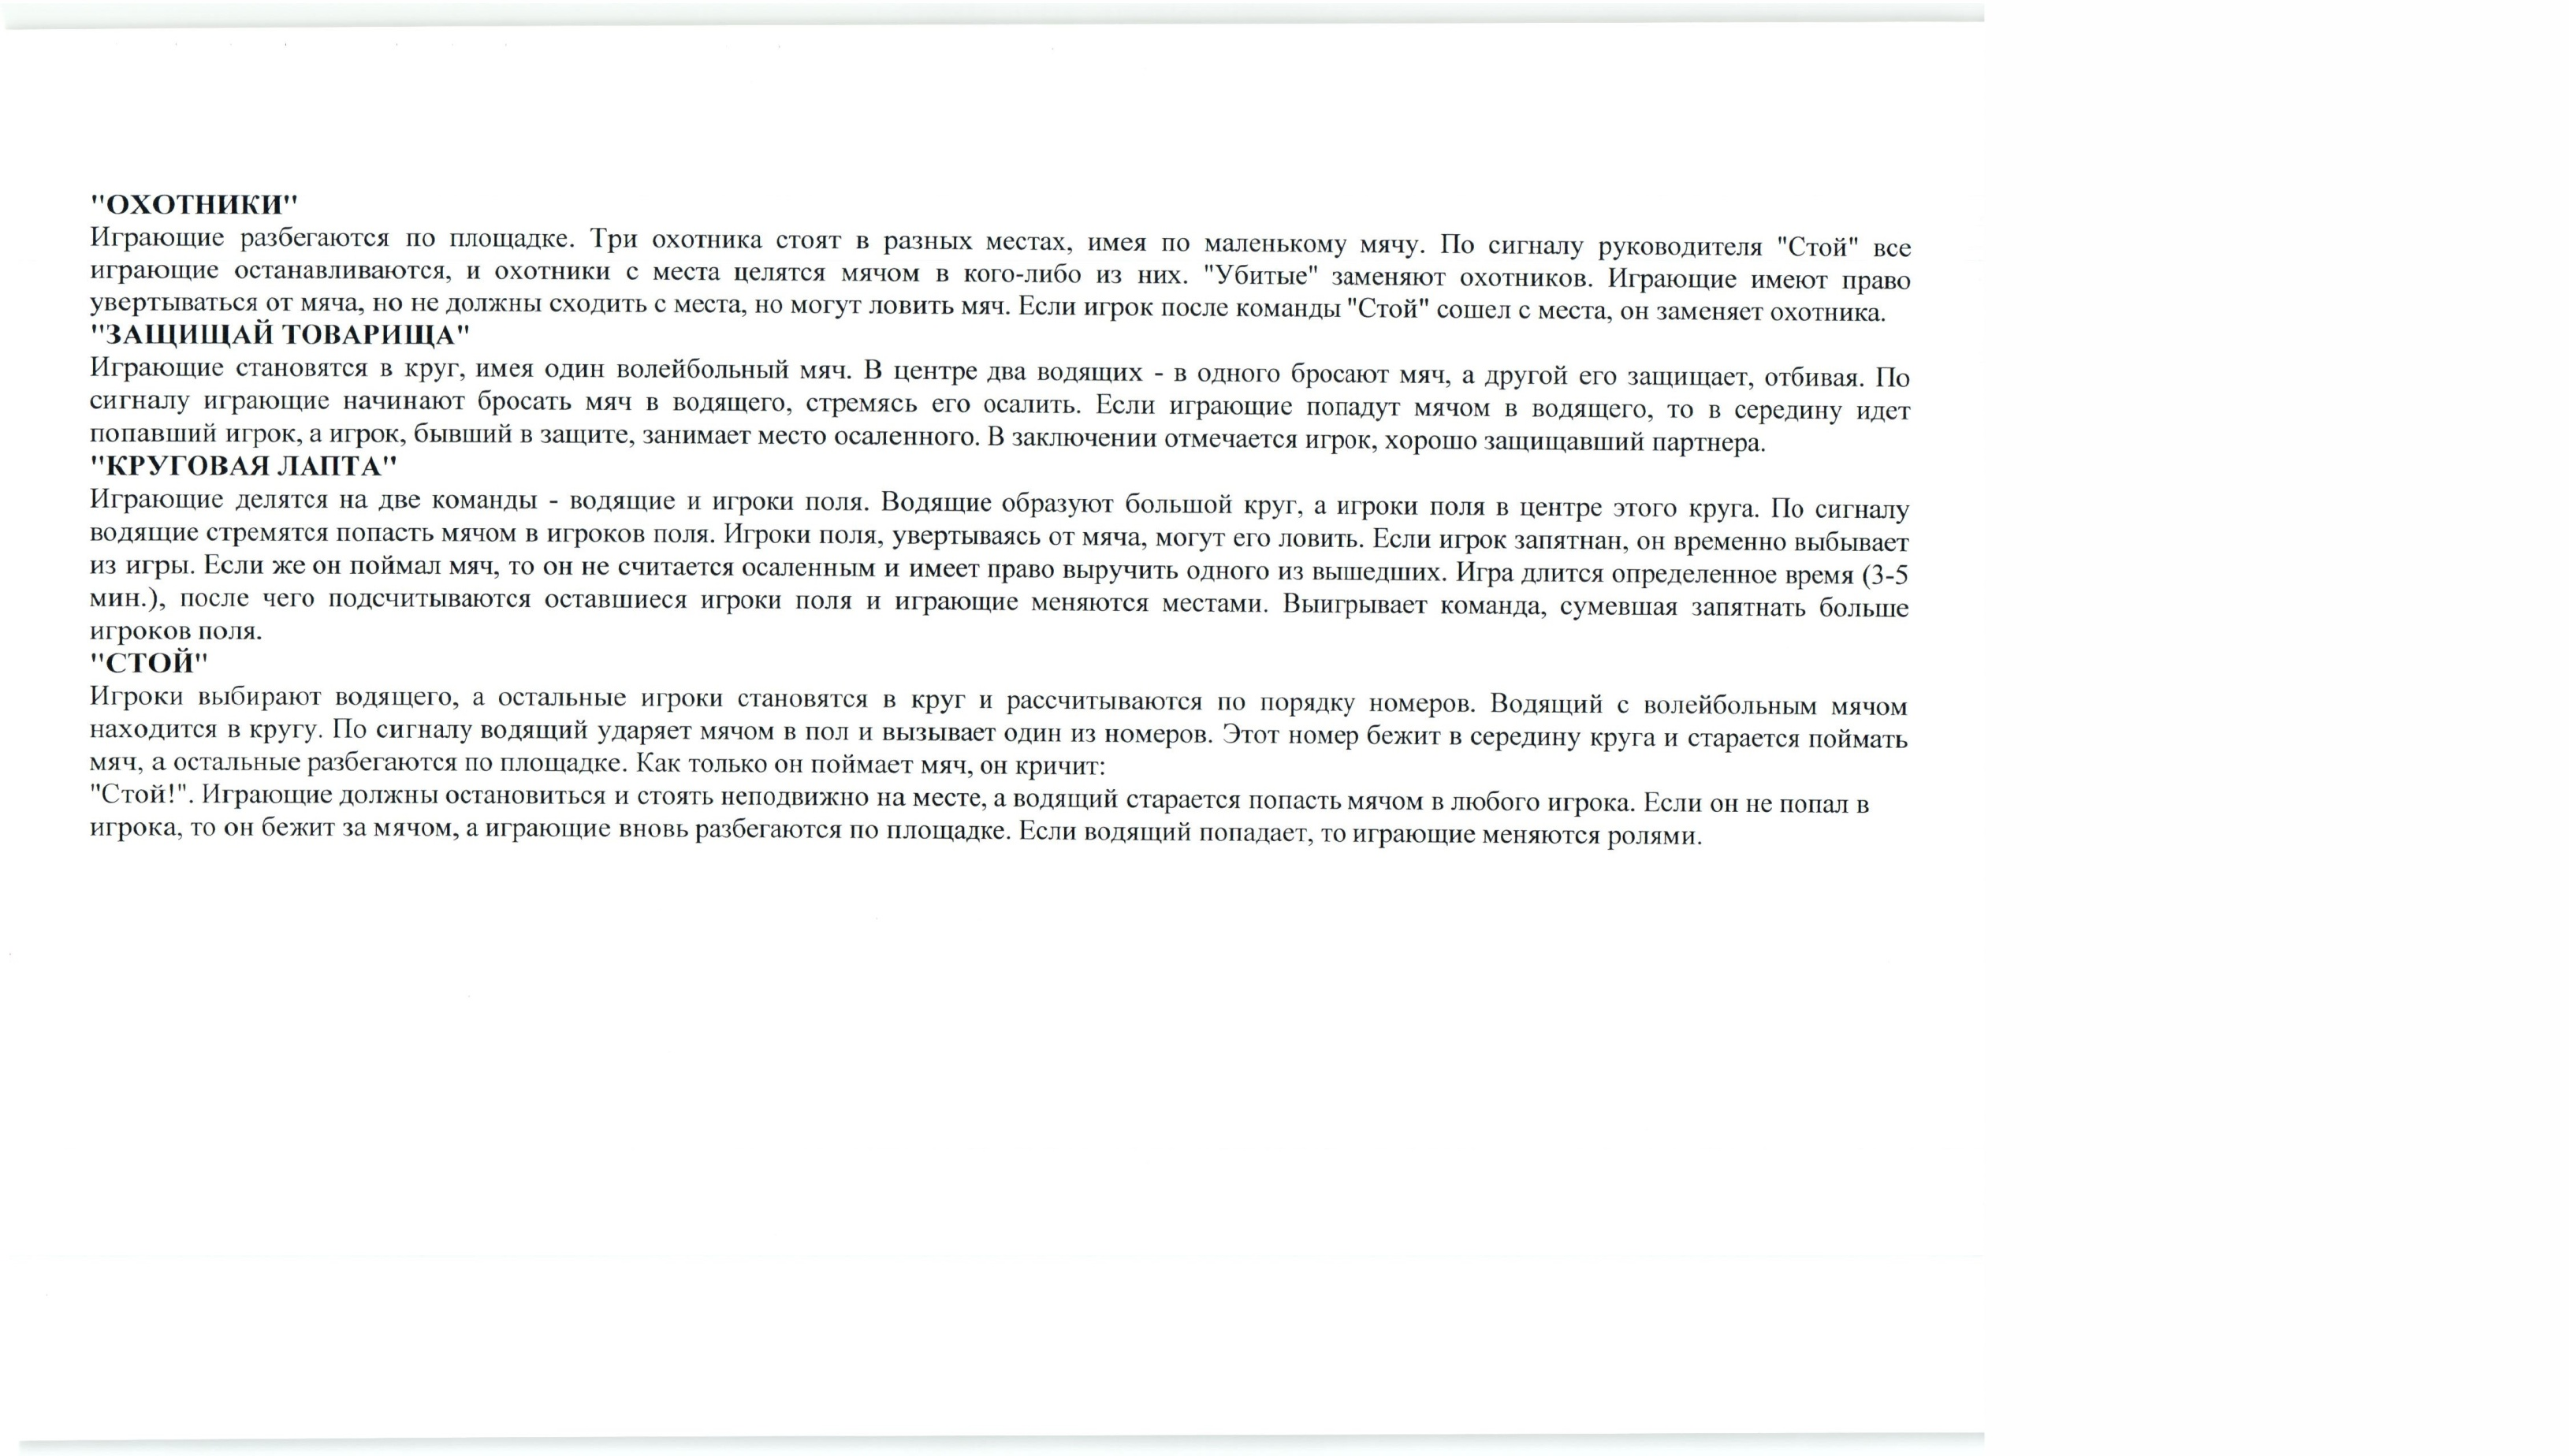 "ОХОТНИКИ"
Играющие разбегаются по площадке. Три охотника стоят в разных местах, имея по маленькому мячу. По сигналу руководителя "Стой" все
играющие останавливаются, и охотники с места целятся мячом в кого-либо из них. "Убитые" заменяют охотников. Играющие имеют право
увертываться от мяча, но не должны сходить с места, но могут ловить мяч. Если игрок после команды "Стой" сошел с места, он заменяет охотника.
"ЗАЩИЩАЙ ТОВАРИЩА"
Играющие становятся в круг, имея один волейбольный мяч. В центре два водящих - в одного бросают мяч, а другой его защищает, отбивая. По
сигналу играющие начинают бросать мяч в водящего, стремясь его осалить. Если играющие попадут мячом в водящего, то в середину идет
попавший игрок, а игрок, бывший в защите, занимает место осаленного. В заключении отмечается игрок, хорошо защищавший партнера.
"КРУГОВАЯ ЛАПТА"
Играющие делятся на две команды - водящие и игроки поля. Водящие образуют большой круг, а игроки поля в центре этого круга. По сигналу
водящие стремятся попасть мячом в игроков поля. Игроки поля, увертываясь от мяча, могут его ловить. Если игрок запятнан, он временно выбывает
из игры. Если же он поймал мяч, то он не считается осаленным и имеет право выручить одного из вышедших. Игра длится определенное время (3-5
мин.), после чего подсчитываются оставшиеся игроки поля и играющие меняются местами. Выигрывает команда, сумевшая запятнать больше
игроков поля.
"СТОЙ"
Игроки выбирают водящего, а остальные игроки становятся в круг и рассчитываются по порядку номеров. Водящий с волейбольным мячом
находится в кругу. По сигналу водящий ударяет мячом в пол и вызывает один из номеров. Этот номер бежит в середину круга и старается поймать
мяч, а остальные разбегаются по площадке. Как только он поймает мяч, он кричит:
"Стой!". Играющие должны остановиться и стоять неподвижно на месте, а водящий старается попасть мячом в любого игрока. Если он не попал в
игрока, то он бежит за мячом, а играющие вновь разбегаются по площадке. Если водящий попадает, то играющие меняются ролями.